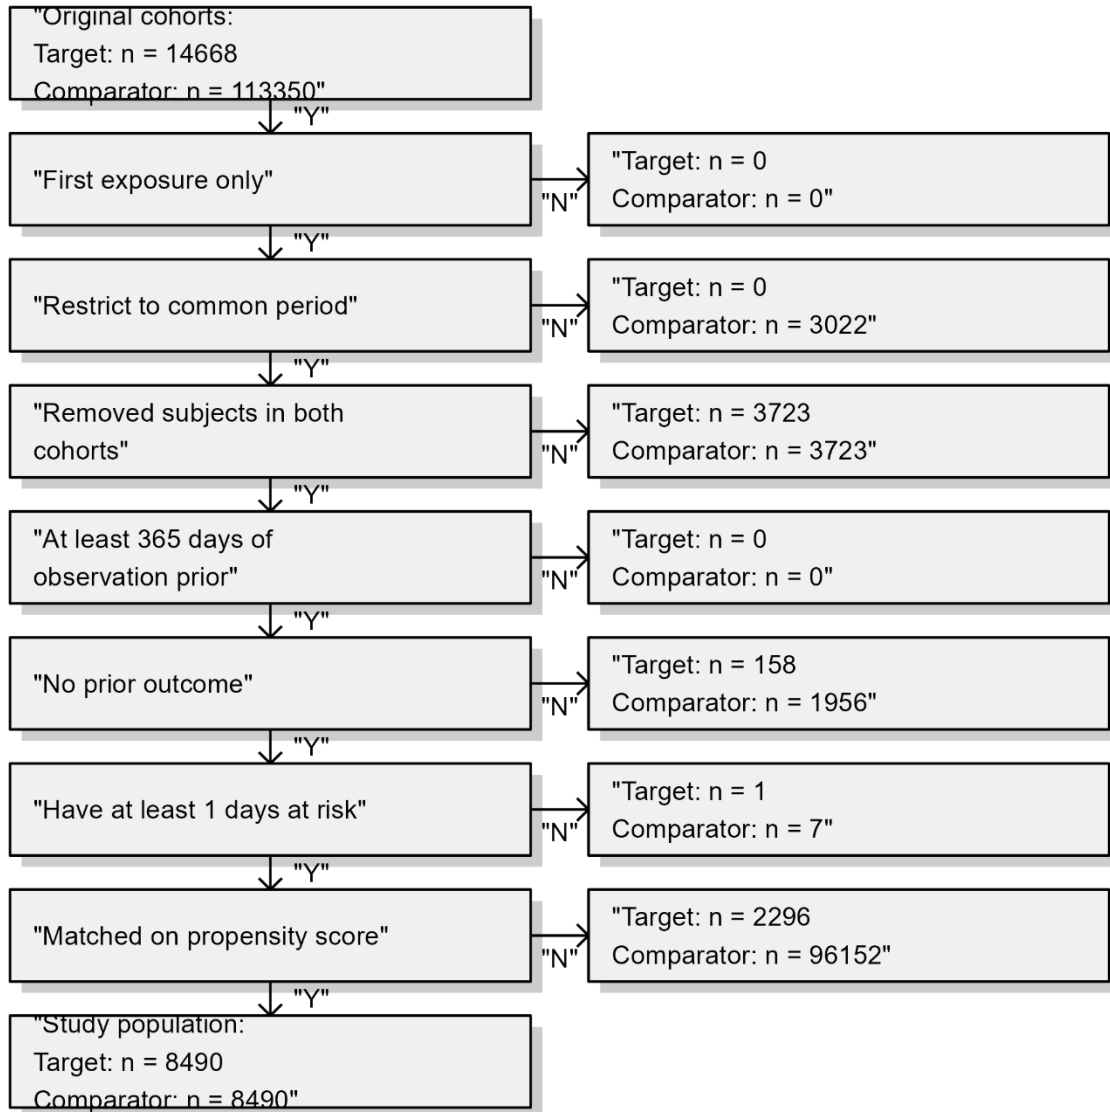 "Original cohorts:
Target: n = 14668
Comparator: n = 113350"
"Y"
"First exposure only"
"N"
"Target: n = 0
Comparator: n = 0"
"Y"
"Restrict to common period"
"N"
"Target: n = 0
Comparator: n = 3022"
"Y"
"Removed subjects in both
cohorts"
"N"
"Target: n = 3723
Comparator: n = 3723"
"Y"
"At least 365 days of
observation prior"
"N"
"Target: n = 0
Comparator: n = 0"
"Y"
"No prior outcome"
"N"
"Target: n = 158
Comparator: n = 1956"
"Y"
"Have at least 1 days at risk"
"N"
"Target: n = 1
Comparator: n = 7"
"Y"
"Matched on propensity score"
"N"
"Target: n = 2296
Comparator: n = 96152"
"Y"
"Study population:
Target: n = 8490
Comparator: n = 8490"